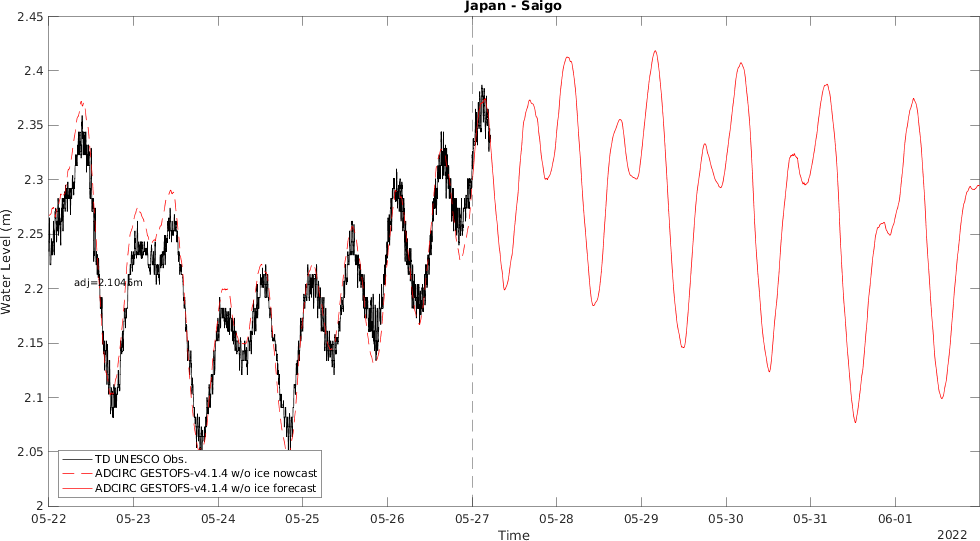 Japan - Saigo
2.45
2.4
2.35
2.3
2.25
2.2
2.15
2.1
2.05
2
Water Level (m)
adj=2.1045m
TD UNESCO Obs.
ADCIRC GESTOFS-v4.1.4 w/o ice nowcast
ADCIRC GESTOFS-v4.1.4 w/o ice forecast
05-22 05-23 05-24 05-25 05-26 05-27 05-28 05-29 05-30 05-31 06-01
Time
2022